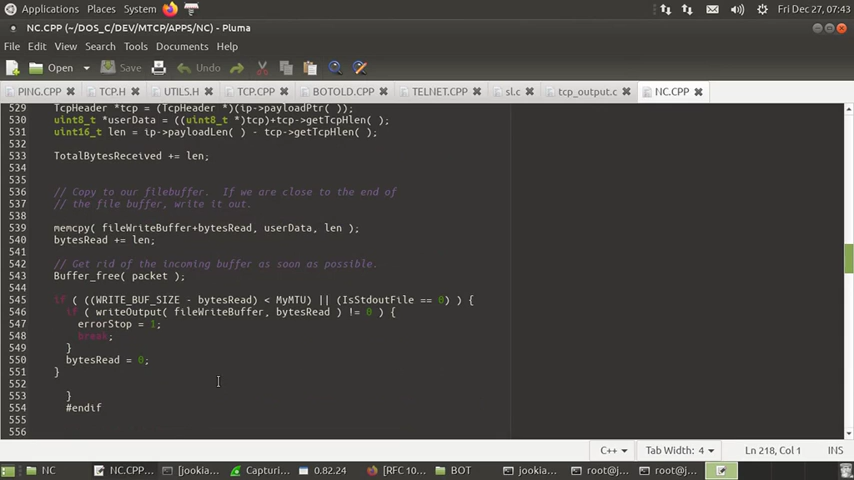 Applications Places System Fri Dec 27, 07:43
NC.CPP (~/DOS_C/DEV/MTCP/APPS/NC) - Pluma
File Edit View Search Tools Documents Help
Open Save Undo
PING.CPP TCP.H UTILS.H TCP.CPP BOTOLD.CPP TELNET.CPP sl.c tcp_output.c NC.CPP
529 TcpHeader *tcp = (TcpHeader *)(ip->payloadPtr( ));
530 uint8_t *userData = ((uint8_t *)tcp)+tcp->getTcpHlen( );
531 uint16_t len = ip->payloadLen( ) - tcp->getTcpHlen( );
532
533 TotalBytesReceived += len;
534
535
536 // Copy to our filebuffer.  If we are close to the end of
537 // the file buffer, write it out.
538
539 memcpy( fileWriteBuffer+bytesRead, userData, len );
540 bytesRead += len;
541
542 // Get rid of the incoming buffer as soon as possible.
543 Buffer_free( packet );
544
545 if ( ((WRITE_BUF_SIZE - bytesRead) < MyMTU) || (IsStdoutFile == 0) ) {
546 if ( writeOutput( fileWriteBuffer, bytesRead ) != 0 ) {
547 errorStop = 1;
548 break;
549 }
550 bytesRead = 0;
551 }
552
553 }
554 #endif
555
556
C++ Tab Width: 4 Ln 218, Col 1 INS
NC NC.CPP... [jookia... Capturi... 0.82.24 [RFC 10... BOT jookia... root@j... root@j...